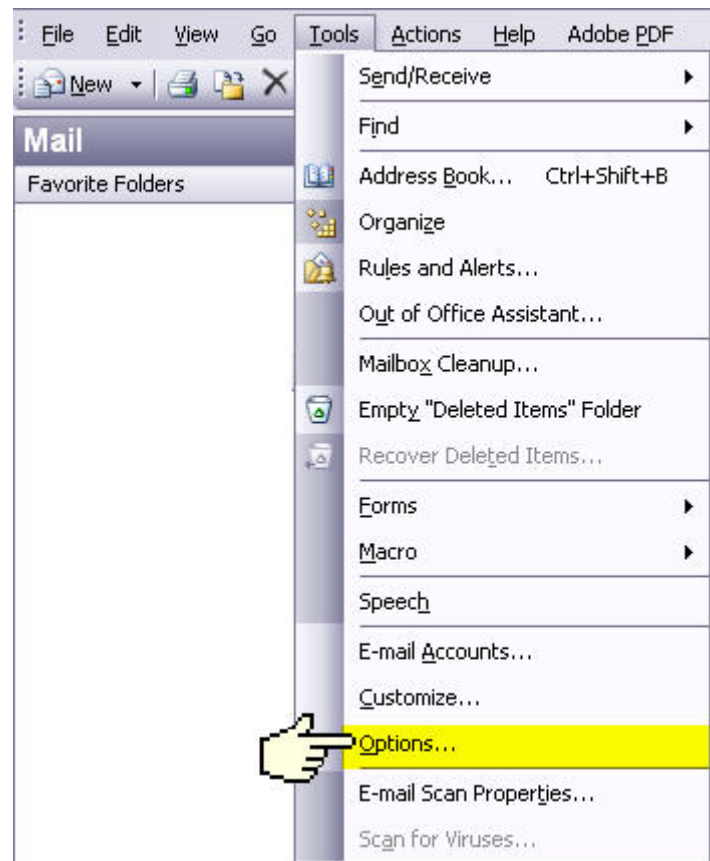 File Edit View Go Tools Actions Help Adobe PDF
New
Send/Receive
Find
Mail
Favorite Folders
Address Book... Ctrl+Shift+B
Organize
Rules and Alerts...
Out of Office Assistant...
Mailbox Cleanup...
Empty "Deleted Items" Folder
Recover Deleted Items...
Forms
Macro
Speech
E-mail Accounts...
Customize...
Options...
E-mail Scan Properties...
Scan for Viruses...